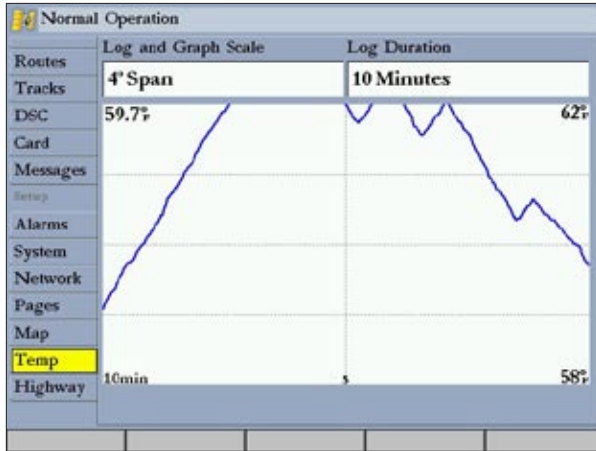 Normal Operation
Routes
Tracks
DSC
Card
Messages
Setup
Alarms
System
Network
Pages
Map
Temp
Highway
Log and Graph Scale
Log Duration
4° Span
10 Minutes
59.7°F
62°F
10min
5
58°F